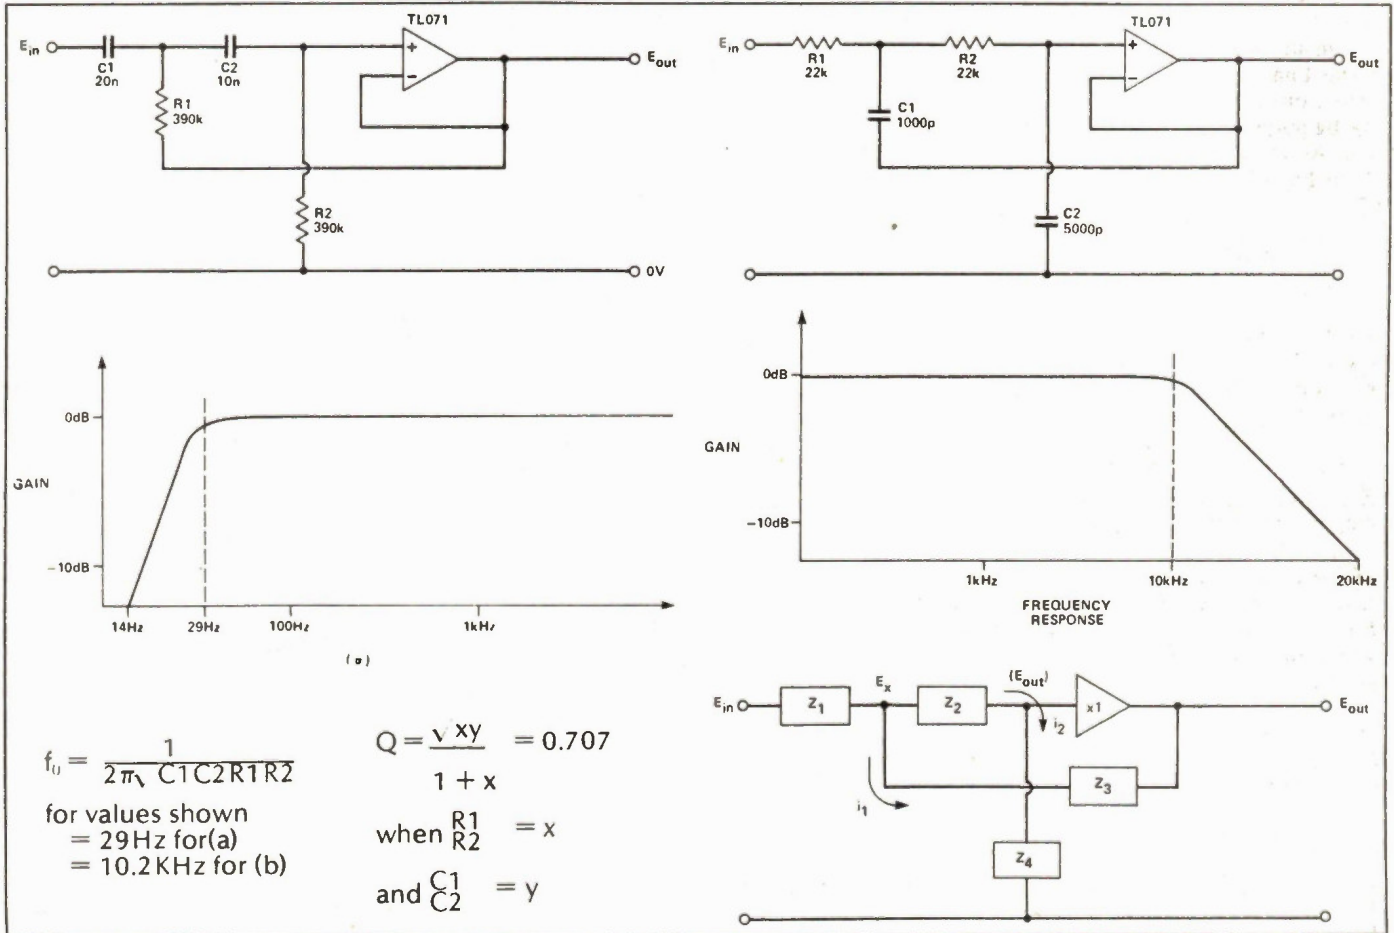 TL071
E_in
C1
20n
C2
10n
R1
390k
R2
390k
+
−
E_out
0V
TL071
E_in
R1
22k
R2
22k
C1
1000p
C2
5000p
+
−
E_out
0dB
GAIN
−10dB
14Hz
29Hz
100Hz
1kHz
(a)
0dB
GAIN
−10dB
1kHz
10kHz
20kHz
FREQUENCY
RESPONSE
f_0 = 1 / 2π√C1C2R1R2
for values shown
= 29Hz for(a)
= 10.2KHz for (b)
Q = √xy / 1 + x = 0.707
when R1 / R2 = x
and C1 / C2 = y
E_in
Z1
E_x
Z2
(E_out)
i2
x1
E_out
i1
Z3
Z4